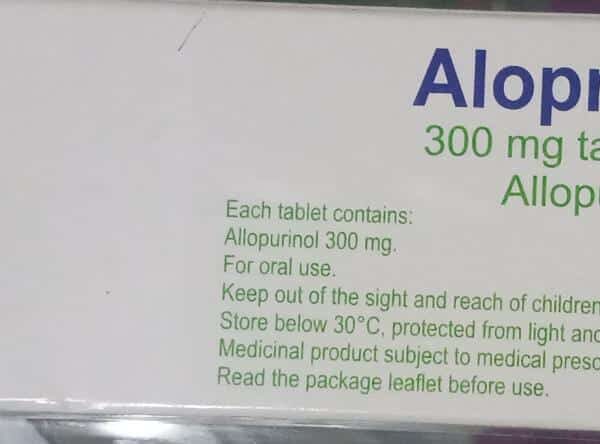 Alopr
300 mg ta
Allopu
Each tablet contains:
Allopurinol 300 mg.
For oral use.
Keep out of the sight and reach of children
Store below 30°C, protected from light and
Medicinal product subject to medical presc
Read the package leaflet before use.